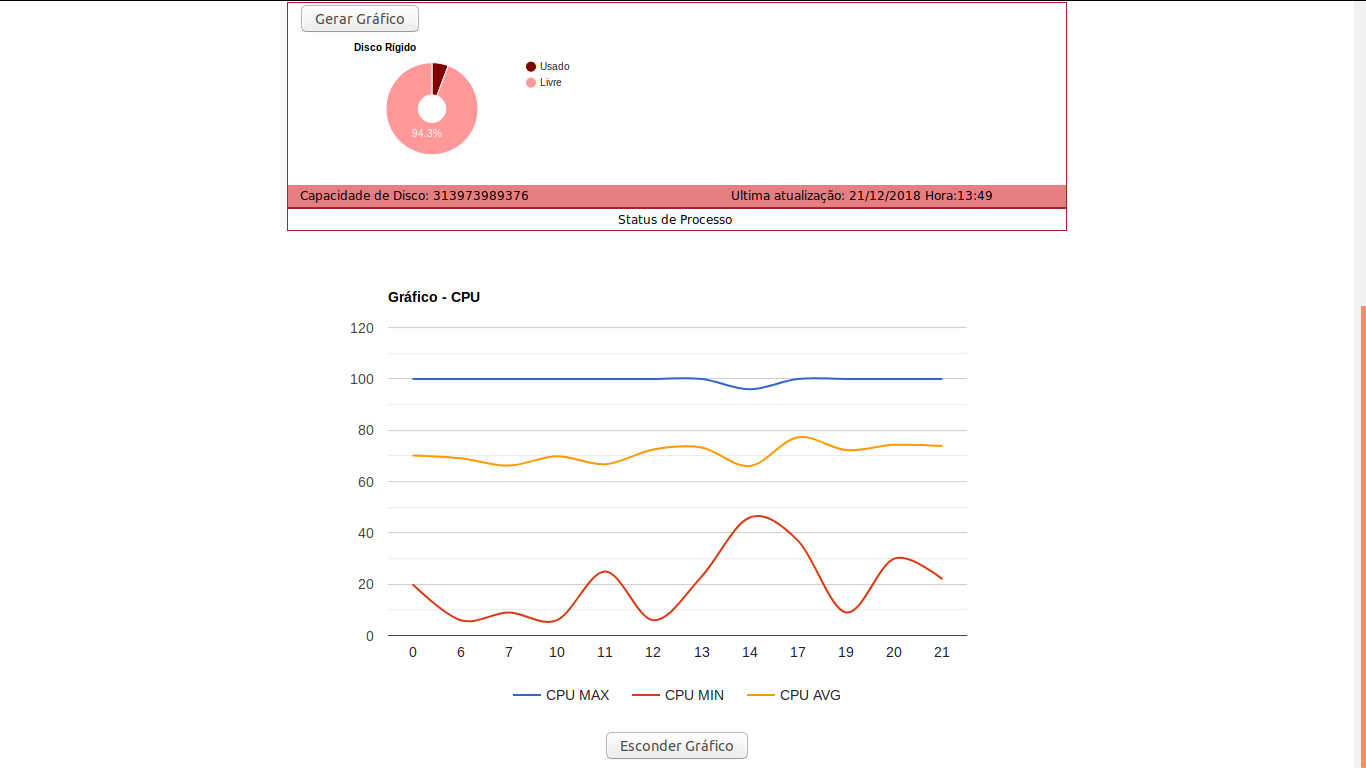 Gerar Gráfico
Disco Rígido
Usado
Livre
94.3%
Capacidade de Disco: 313973989376 Ultima atualização: 21/12/2018 Hora:13:49
Status de Processo
Gráfico - CPU
120
100
80
60
40
20
0
0 6 7 10 11 12 13 14 17 19 20 21
CPU MAX CPU MIN CPU AVG
Esconder Gráfico